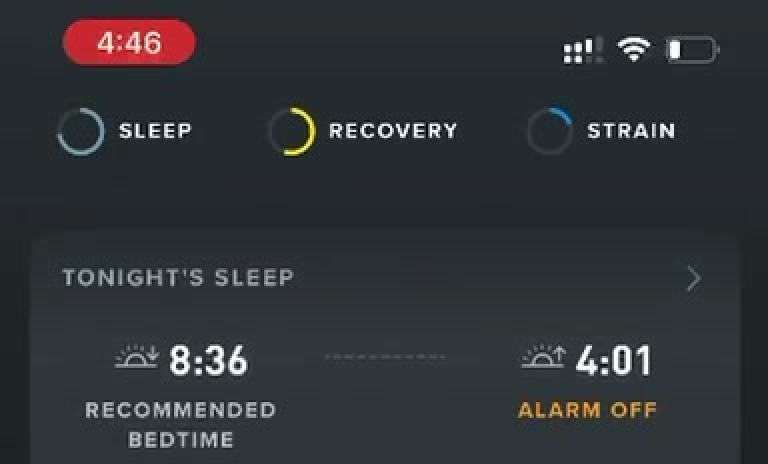 4:46
SLEEP RECOVERY STRAIN
TONIGHT'S SLEEP
8:36 4:01
RECOMMENDED ALARM OFF
BEDTIME